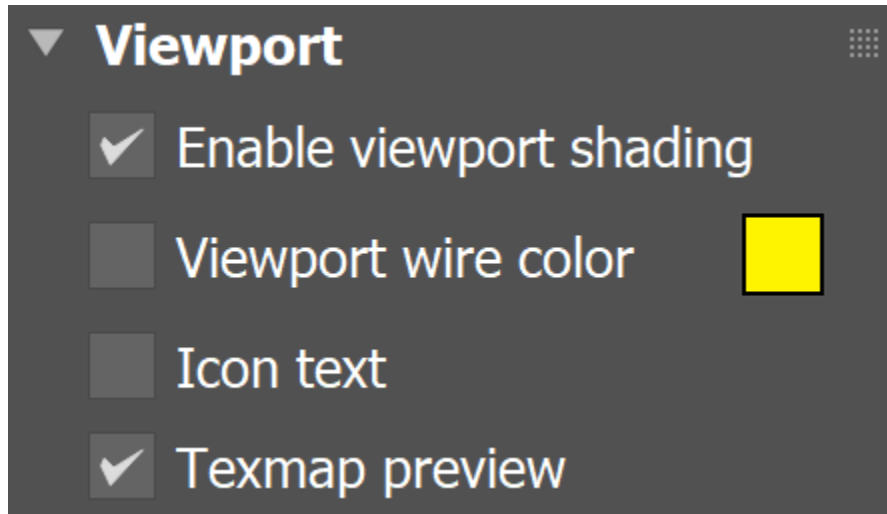 Viewport
Enable viewport shading
Viewport wire color
Icon text
Texmap preview